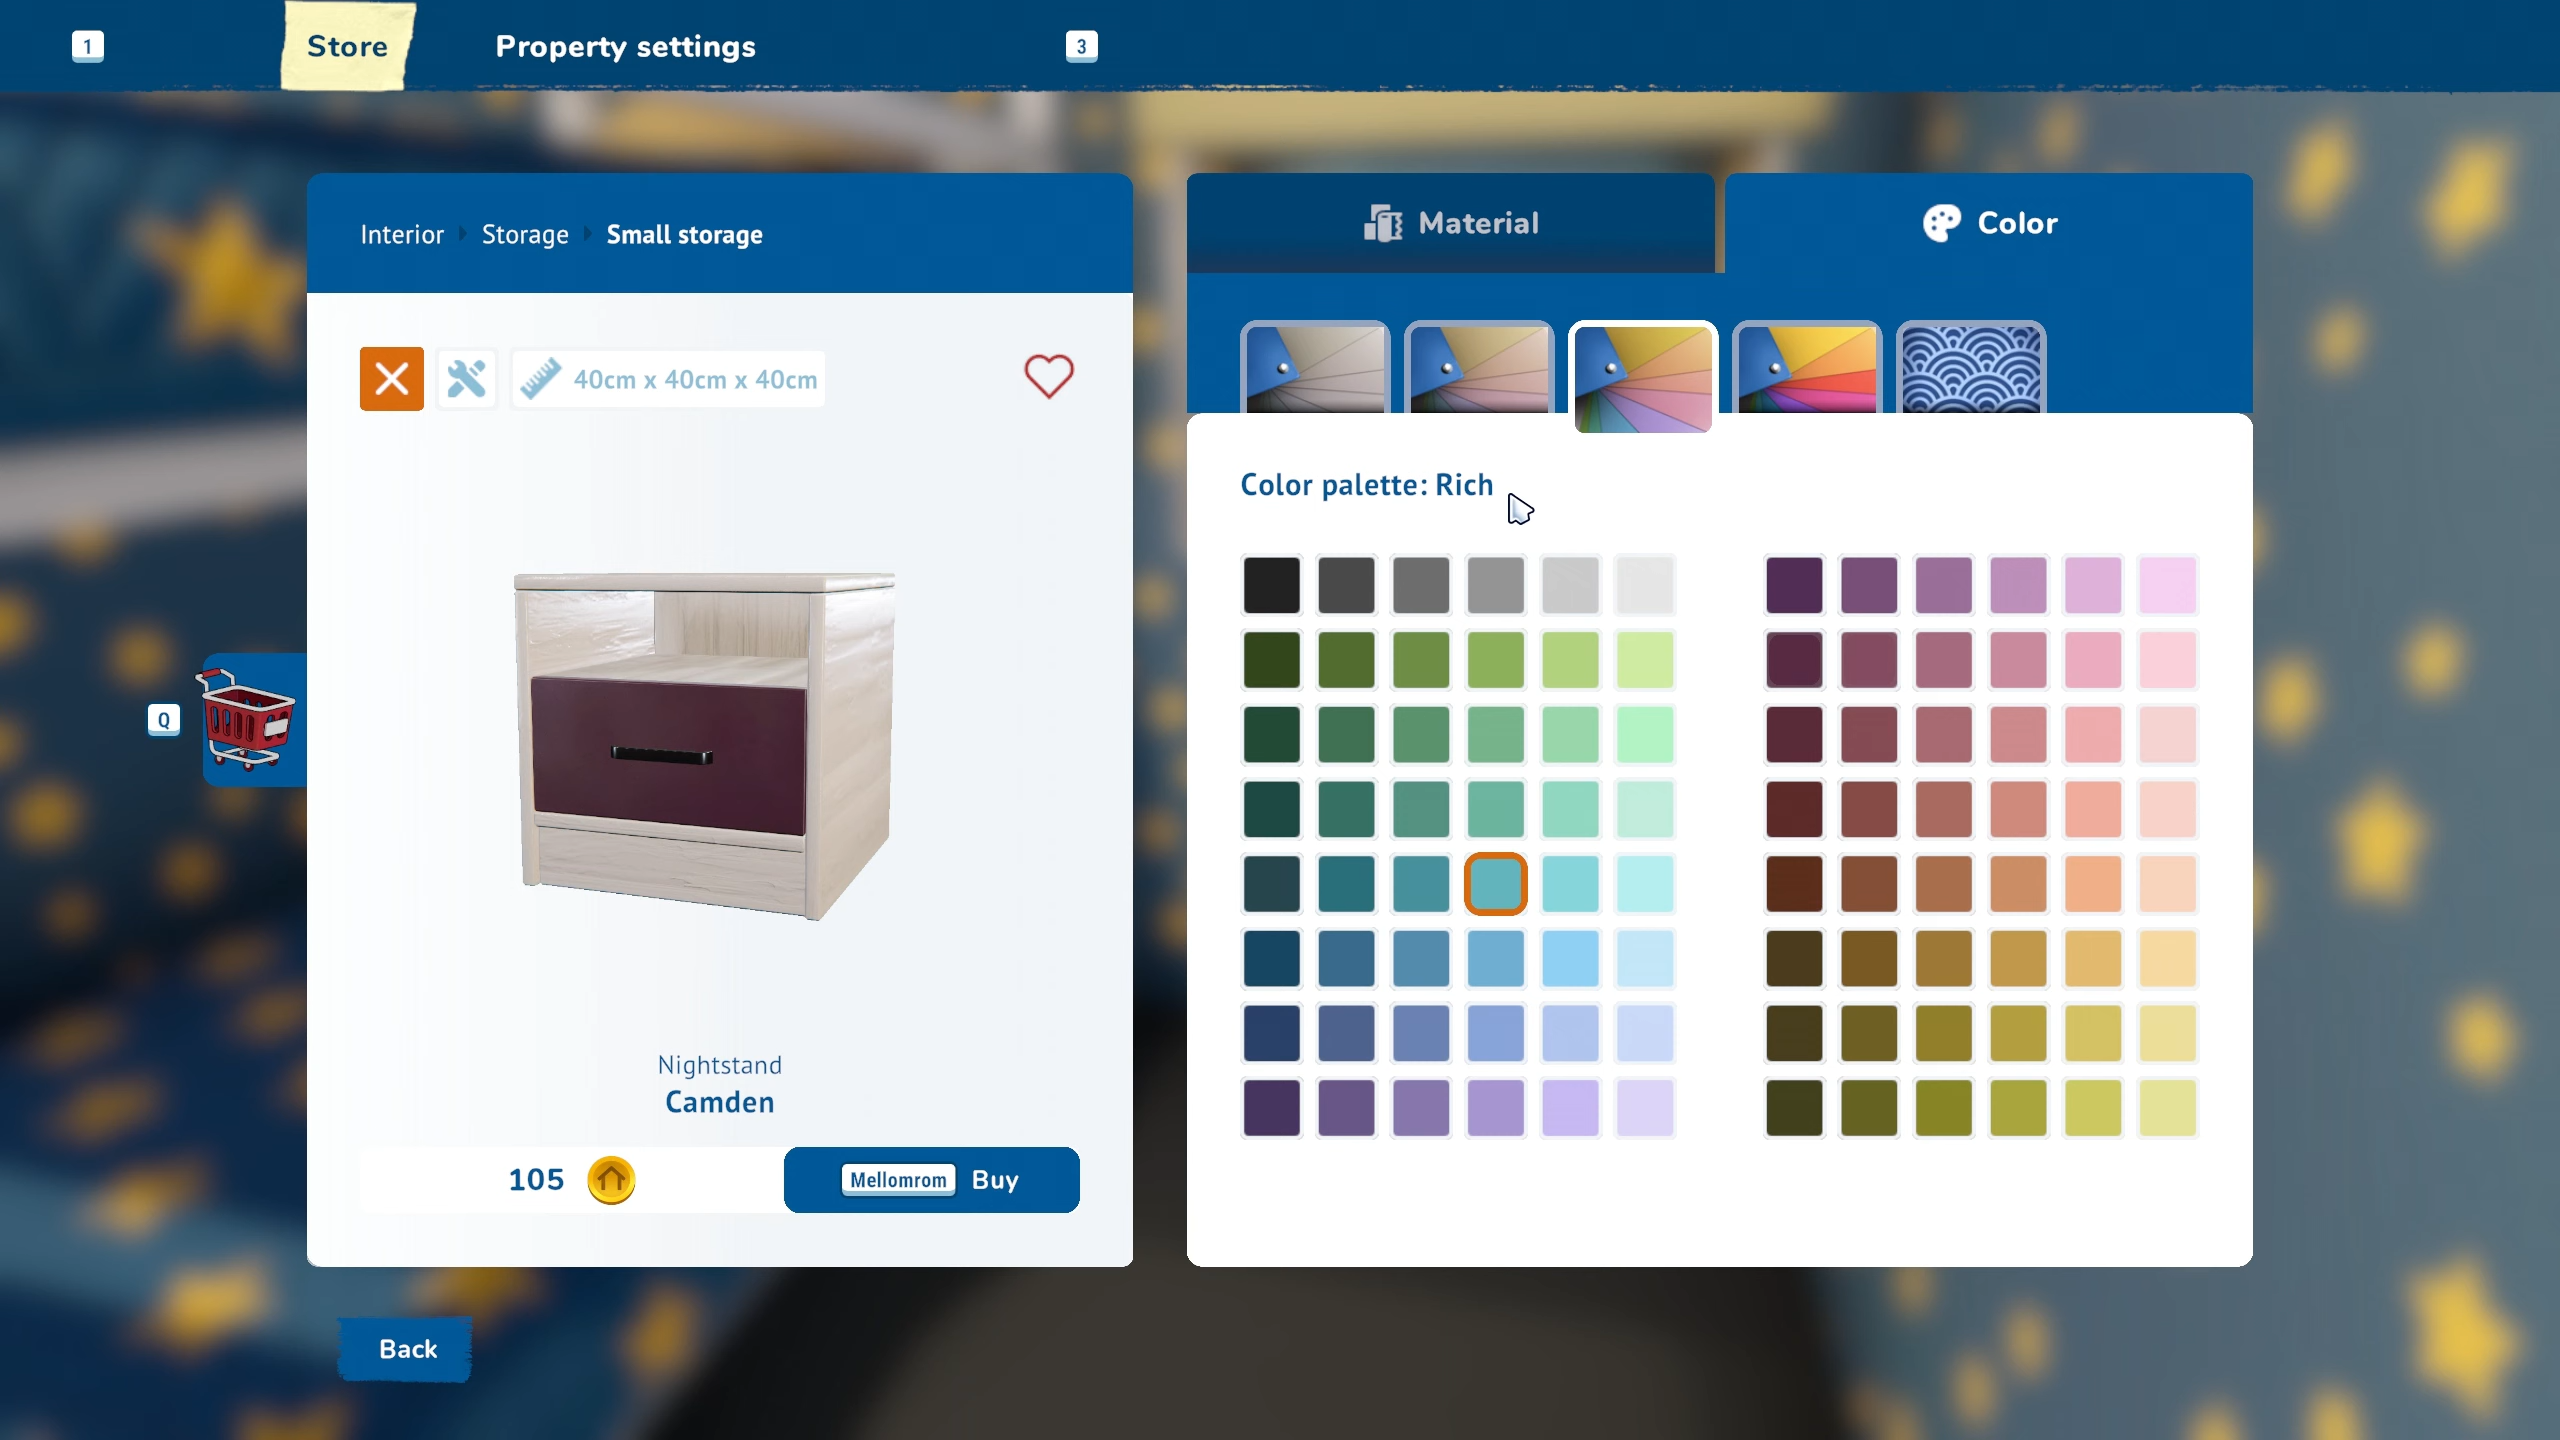 1
Store
Property settings
3
Interior
Storage
Small storage
40cm x 40cm x 40cm
Q
Nightstand
Camden
105
Mellomrom
Buy
Back
Material
Color
Color palette: Rich